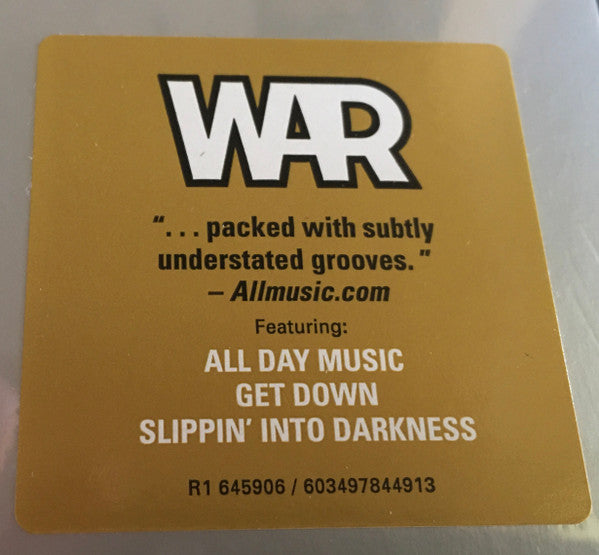 WAR
“... packed with subtly
understated grooves.”
– Allmusic.com
Featuring:
ALL DAY MUSIC
GET DOWN
SLIPPIN’ INTO DARKNESS
R1 645906 / 603497844913